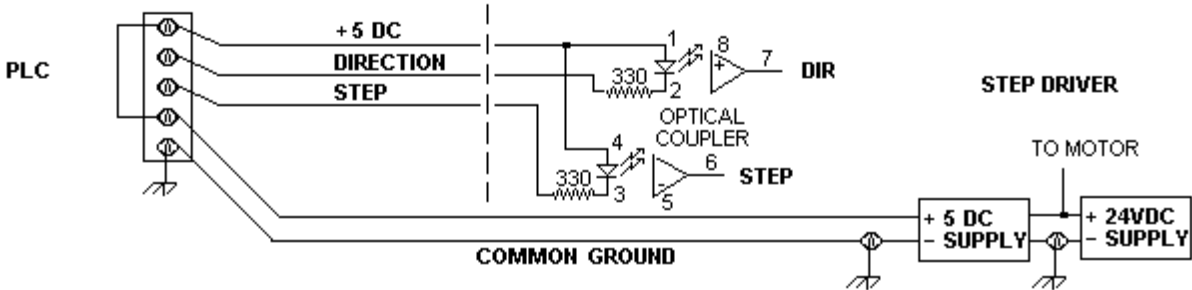 +5 DC
PLC
DIRECTION
STEP
330
1
2
8
+
7
DIR
OPTICAL
COUPLER
STEP DRIVER
4
330
3
-
5
6
STEP
TO MOTOR
+ 5 DC
- SUPPLY
+ 24VDC
- SUPPLY
COMMON GROUND